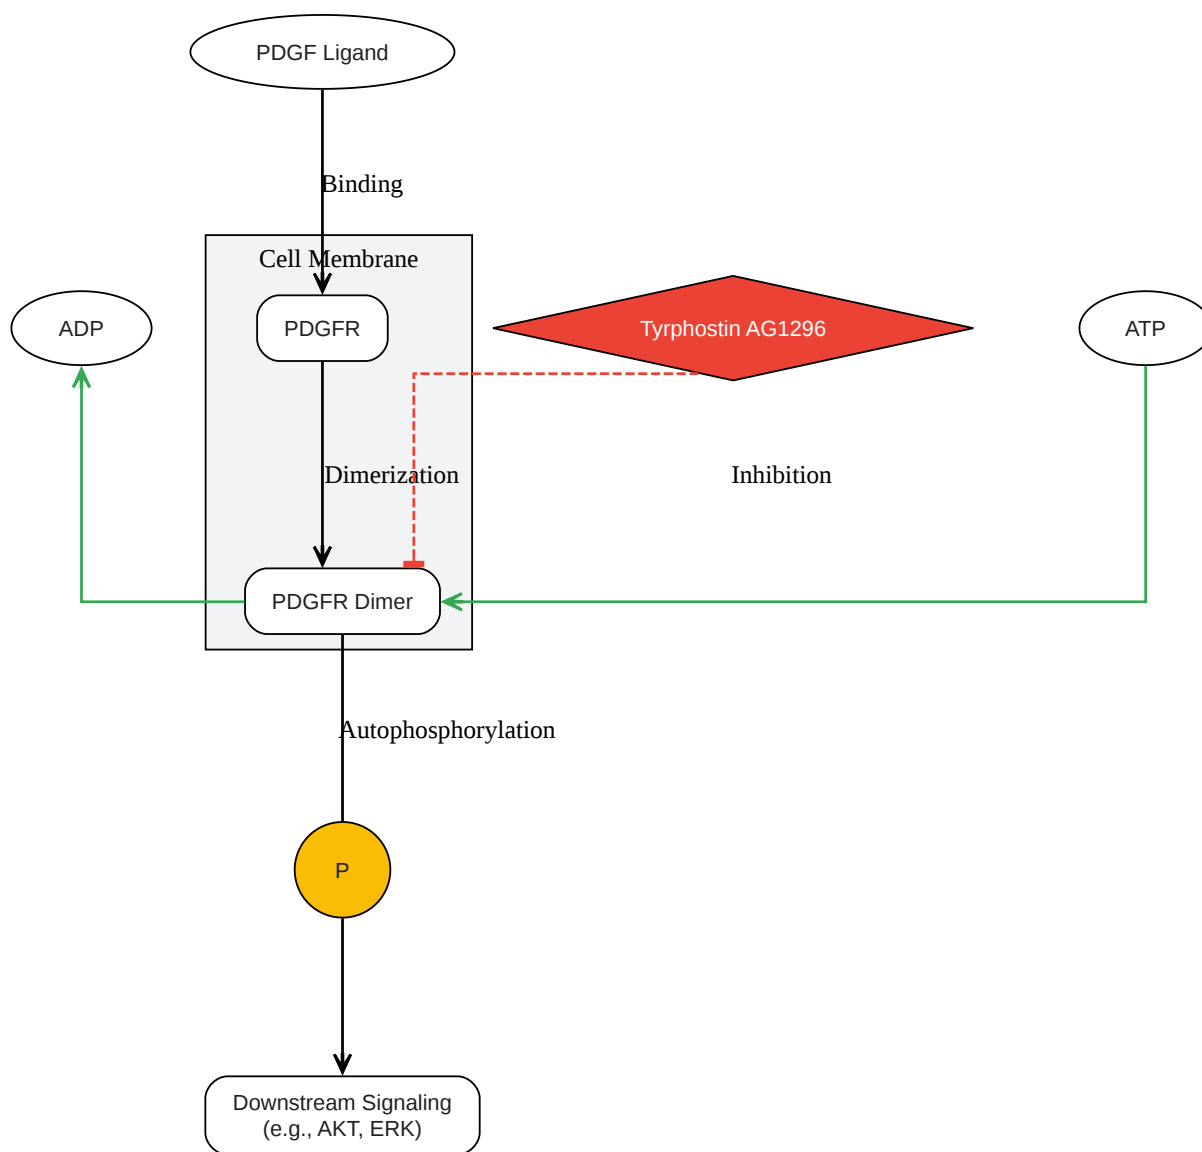 PDGF Ligand
Binding
Cell Membrane
ADP
PDGFR
Tyrphostin AG1296
ATP
Dimerization
Inhibition
PDGFR Dimer
Autophosphorylation
P
Downstream Signaling
(e.g., AKT, ERK)